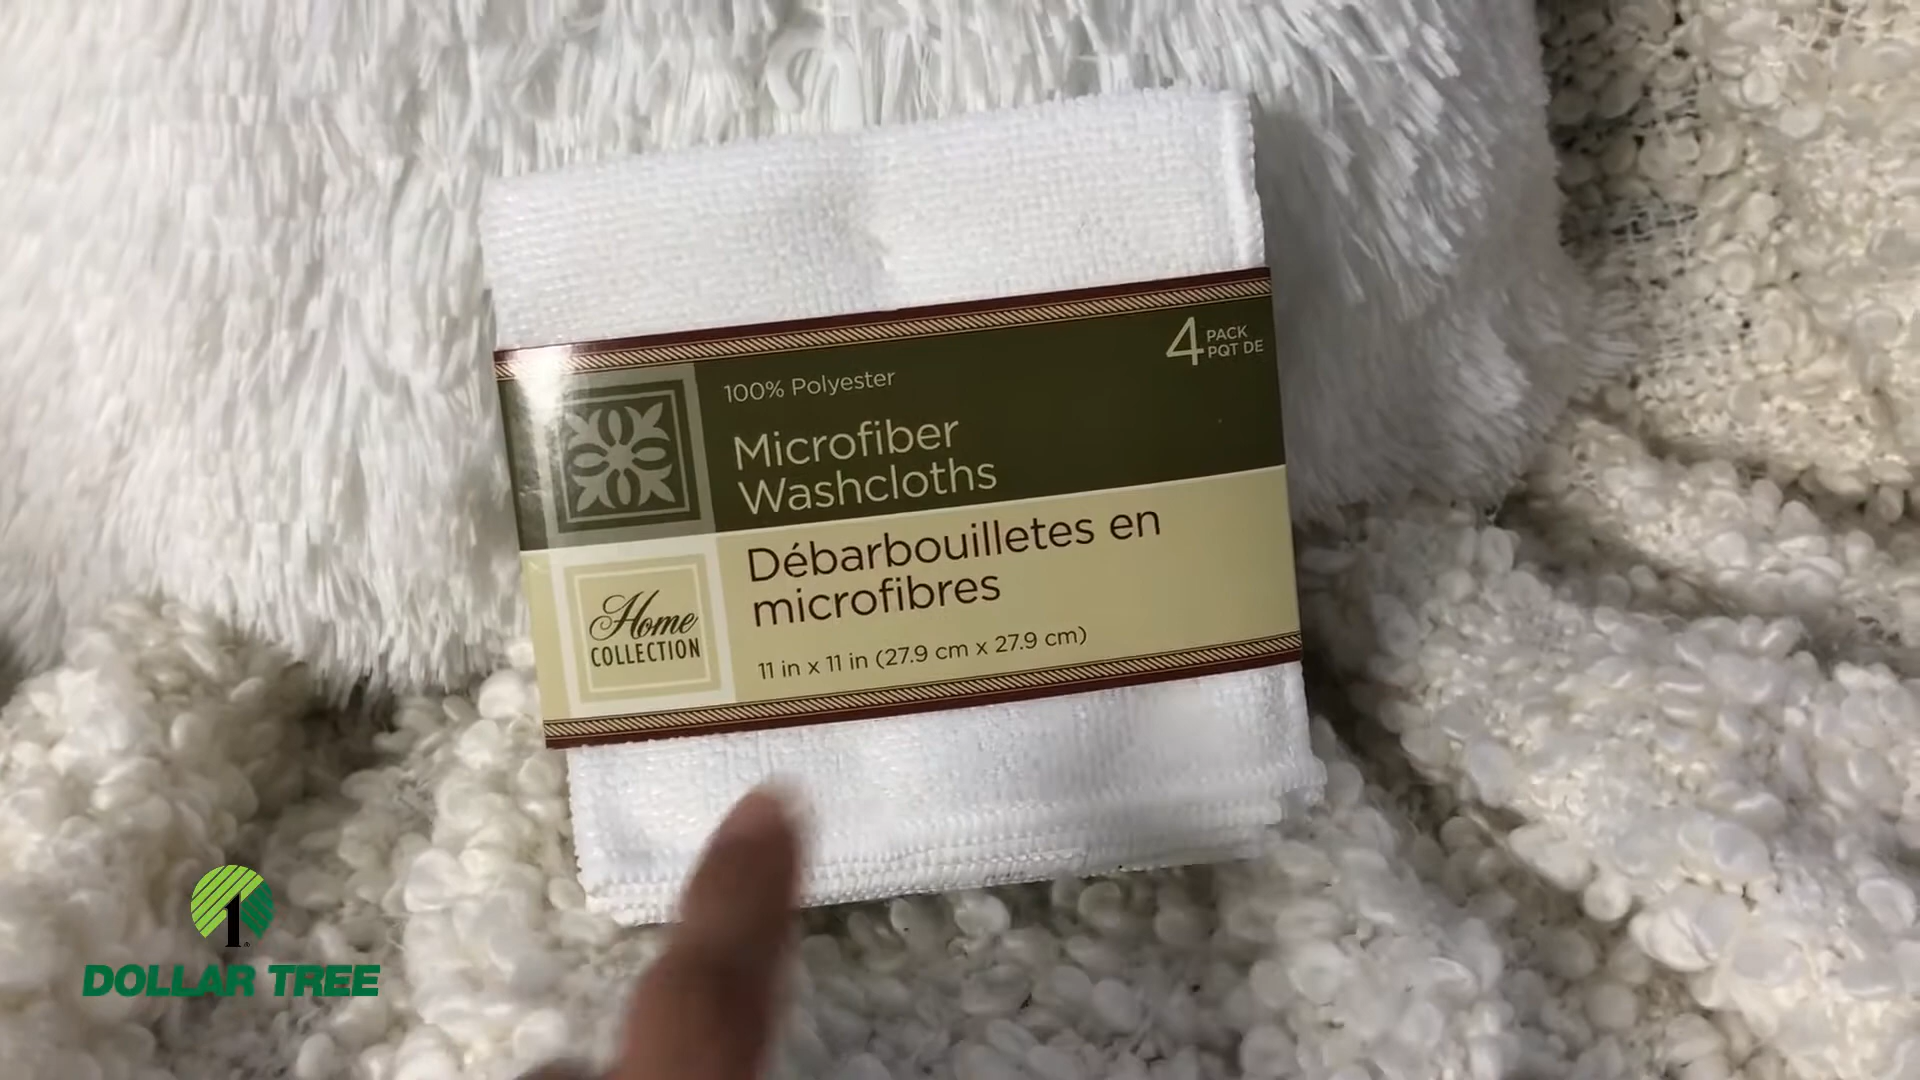 4 PACK
PQT DE
100% Polyester
Microfiber
Washcloths
Débarbouilletes en
microfibres
11 in x 11 in (27.9 cm x 27.9 cm)
Home
COLLECTION
1
DOLLAR TREE